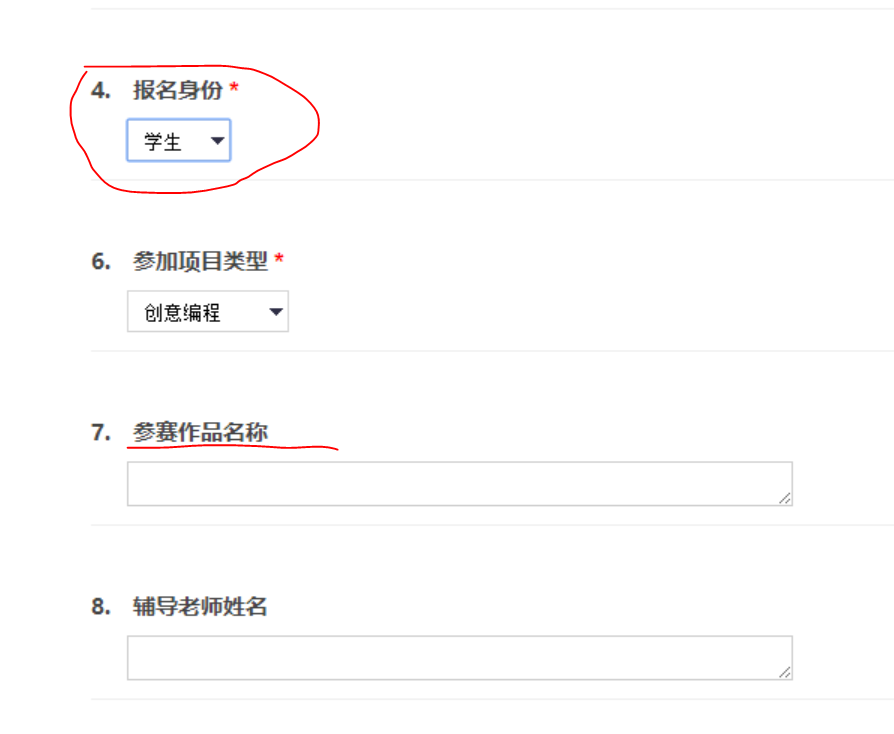 4. 报名身份 *
学生
6. 参加项目类型 *
创意编程
7. 参赛作品名称
8. 辅导老师姓名